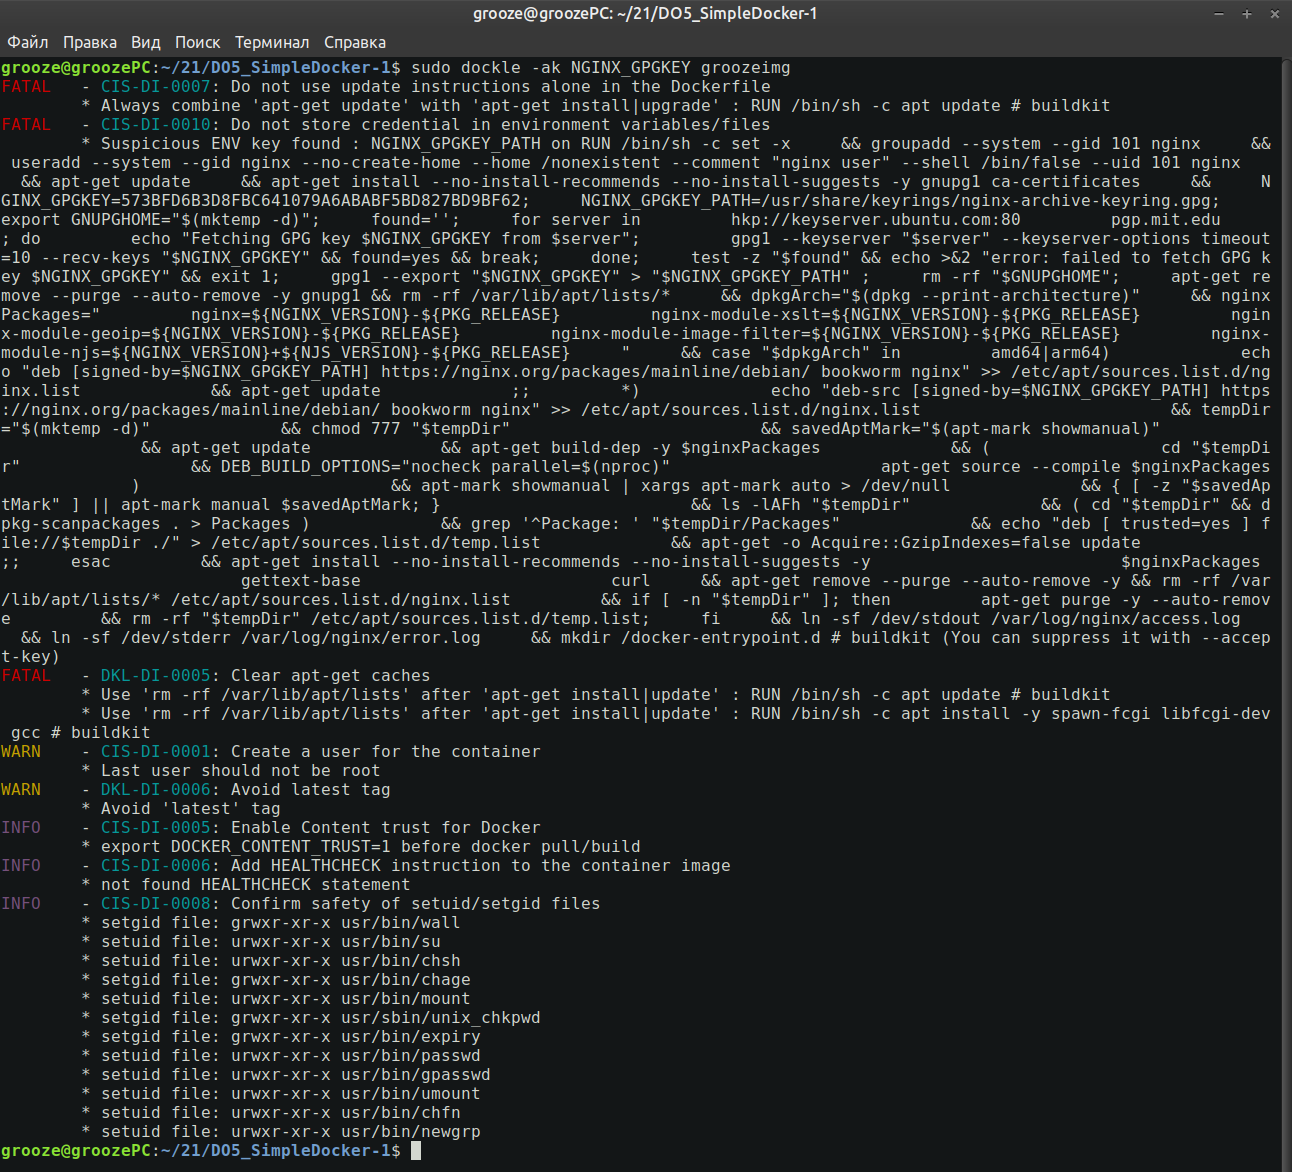 grooze@groozePC: ~/21/DO5_SimpleDocker-1
Файл Правка Вид Поиск Терминал Справка
grooze@groozePC:~/21/DO5_SimpleDocker-1$ sudo dockle -ak NGINX_GPGKEY groozeimg
FATAL - CIS-DI-0007: Do not use update instructions alone in the Dockerfile
* Always combine 'apt-get update' with 'apt-get install|upgrade' : RUN /bin/sh -c apt update # buildkit
FATAL - CIS-DI-0010: Do not store credential in environment variables/files
* Suspicious ENV key found : NGINX_GPGKEY_PATH on RUN /bin/sh -c set -x && groupadd --system --gid 101 nginx &&
useradd --system --gid nginx --no-create-home --home /nonexistent --comment "nginx user" --shell /bin/false --uid 101 nginx
&& apt-get update && apt-get install --no-install-recommends --no-install-suggests -y gnupg1 ca-certificates && N
GINX_GPGKEY=573BFD6B3D8FBC641079A6ABABF5BD827BD9BF62; NGINX_GPGKEY_PATH=/usr/share/keyrings/nginx-archive-keyring.gpg;
export GNUPGHOME="$(mktemp -d)"; found=''; for server in hkp://keyserver.ubuntu.com:80 pgp.mit.edu
; do echo "Fetching GPG key $NGINX_GPGKEY from $server"; gpg1 --keyserver "$server" --keyserver-options timeout
=10 --recv-keys "$NGINX_GPGKEY" && found=yes && break; done; test -z "$found" && echo >&2 "error: failed to fetch GPG k
ey $NGINX_GPGKEY" && exit 1; gpg1 --export "$NGINX_GPGKEY" > "$NGINX_GPGKEY_PATH" ; rm -rf "$GNUPGHOME"; apt-get re
move --purge --auto-remove -y gnupg1 && rm -rf /var/lib/apt/lists/* && dpkgArch="$(dpkg --print-architecture)" && nginx
Packages=" nginx=${NGINX_VERSION}-${PKG_RELEASE} nginx-module-xslt=${NGINX_VERSION}-${PKG_RELEASE} ngin
x-module-geoip=${NGINX_VERSION}-${PKG_RELEASE} nginx-module-image-filter=${NGINX_VERSION}-${PKG_RELEASE} nginx-
module-njs=${NGINX_VERSION}+${NJS_VERSION}-${PKG_RELEASE} " && case "$dpkgArch" in amd64|arm64) ech
o "deb [signed-by=$NGINX_GPGKEY_PATH] https://nginx.org/packages/mainline/debian/ bookworm nginx" >> /etc/apt/sources.list.d/ng
inx.list && apt-get update ;; *) echo "deb-src [signed-by=$NGINX_GPGKEY_PATH] https
://nginx.org/packages/mainline/debian/ bookworm nginx" >> /etc/apt/sources.list.d/nginx.list && tempDir
="$(mktemp -d)" && chmod 777 "$tempDir" && savedAptMark="$(apt-mark showmanual)"
&& apt-get update && apt-get build-dep -y $nginxPackages && ( cd "$tempDi
r" && DEB_BUILD_OPTIONS="nocheck parallel=$(nproc)" apt-get source --compile $nginxPackages
) && apt-mark showmanual | xargs apt-mark auto > /dev/null && { [ -z "$savedAp
tMark" ] || apt-mark manual $savedAptMark; } && ls -lAFh "$tempDir" && ( cd "$tempDir" && d
pkg-scanpackages . > Packages ) && grep '^Package: ' "$tempDir/Packages" && echo "deb [ trusted=yes ] f
ile://$tempDir ./" > /etc/apt/sources.list.d/temp.list && apt-get -o Acquire::GzipIndexes=false update
;; esac && apt-get install --no-install-recommends --no-install-suggests -y $nginxPackages
gettext-base curl && apt-get remove --purge --auto-remove -y && rm -rf /var
/lib/apt/lists/* /etc/apt/sources.list.d/nginx.list && if [ -n "$tempDir" ]; then apt-get purge -y --auto-remov
e && rm -rf "$tempDir" /etc/apt/sources.list.d/temp.list; fi && ln -sf /dev/stdout /var/log/nginx/access.log
&& ln -sf /dev/stderr /var/log/nginx/error.log && mkdir /docker-entrypoint.d # buildkit (You can suppress it with --accep
t-key)
FATAL - DKL-DI-0005: Clear apt-get caches
* Use 'rm -rf /var/lib/apt/lists' after 'apt-get install|update' : RUN /bin/sh -c apt update # buildkit
* Use 'rm -rf /var/lib/apt/lists' after 'apt-get install|update' : RUN /bin/sh -c apt install -y spawn-fcgi libfcgi-dev
gcc # buildkit
WARN - CIS-DI-0001: Create a user for the container
* Last user should not be root
WARN - DKL-DI-0006: Avoid latest tag
* Avoid 'latest' tag
INFO - CIS-DI-0005: Enable Content trust for Docker
* export DOCKER_CONTENT_TRUST=1 before docker pull/build
INFO - CIS-DI-0006: Add HEALTHCHECK instruction to the container image
* not found HEALTHCHECK statement
INFO - CIS-DI-0008: Confirm safety of setuid/setgid files
* setgid file: grwxr-xr-x usr/bin/wall
* setuid file: urwxr-xr-x usr/bin/su
* setuid file: urwxr-xr-x usr/bin/chsh
* setgid file: grwxr-xr-x usr/bin/chage
* setuid file: urwxr-xr-x usr/bin/mount
* setgid file: grwxr-xr-x usr/sbin/unix_chkpwd
* setgid file: grwxr-xr-x usr/bin/expiry
* setuid file: urwxr-xr-x usr/bin/passwd
* setuid file: urwxr-xr-x usr/bin/gpasswd
* setuid file: urwxr-xr-x usr/bin/umount
* setuid file: urwxr-xr-x usr/bin/chfn
* setuid file: urwxr-xr-x usr/bin/newgrp
grooze@groozePC:~/21/DO5_SimpleDocker-1$